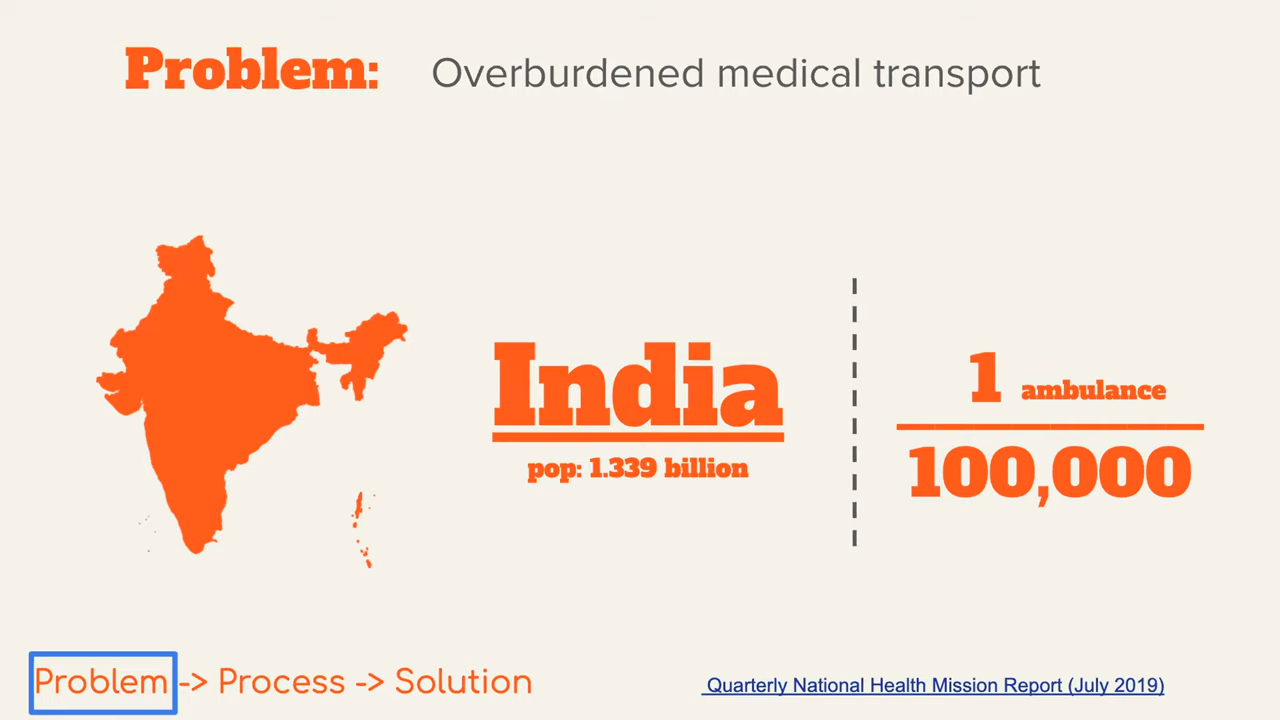 Problem: Overburdened medical transport
India
pop: 1.339 billion
1 ambulance
100,000
Problem -> Process -> Solution
Quarterly National Health Mission Report (July 2019)